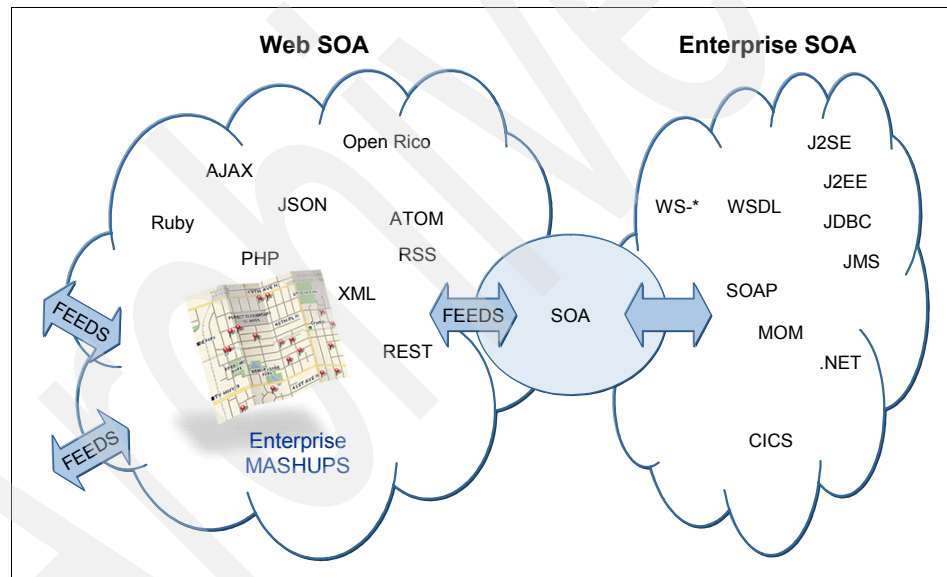 Web SOA
Enterprise SOA
Open Rico
J2SE
AJAX
J2EE
JSON
WS-*
WSDL
Ruby
ATOM
JDBC
PHP
RSS
JMS
XML
SOAP
FEEDS
FEEDS
SOA
MOM
REST
.NET
FEEDS
Enterprise
MASHUPS
CICS